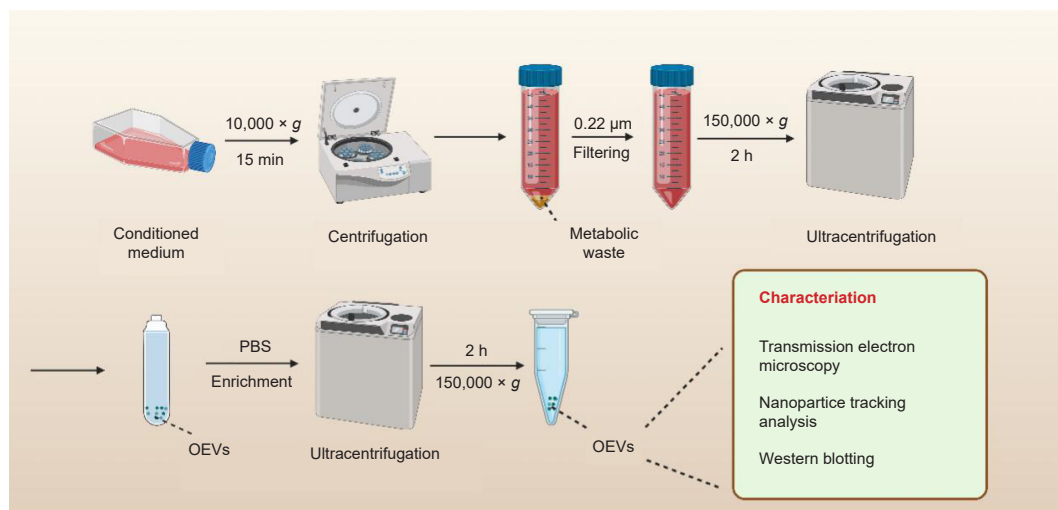 10,000 × g
15 min
0.22 µm
Filtering
150,000 × g
2 h
Conditioned
medium
Centrifugation
Metabolic
waste
Ultracentrifugation
PBS
Enrichment
2 h
150,000 × g
OEVs
Ultracentrifugation
OEVs
Characteriation
Transmission electron
microscopy
Nanopartice tracking
analysis
Western blotting